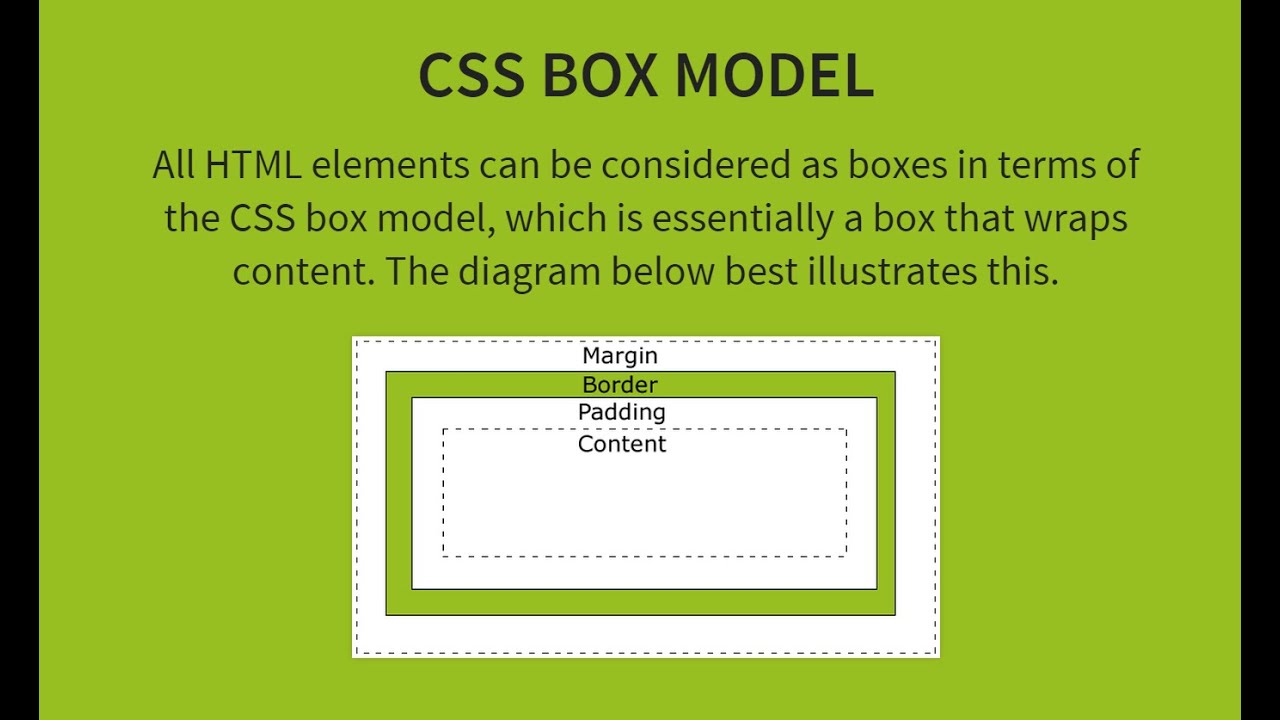 CSS BOX MODEL
All HTML elements can be considered as boxes in terms of
the CSS box model, which is essentially a box that wraps
content. The diagram below best illustrates this.
Margin
Border
Padding
Content